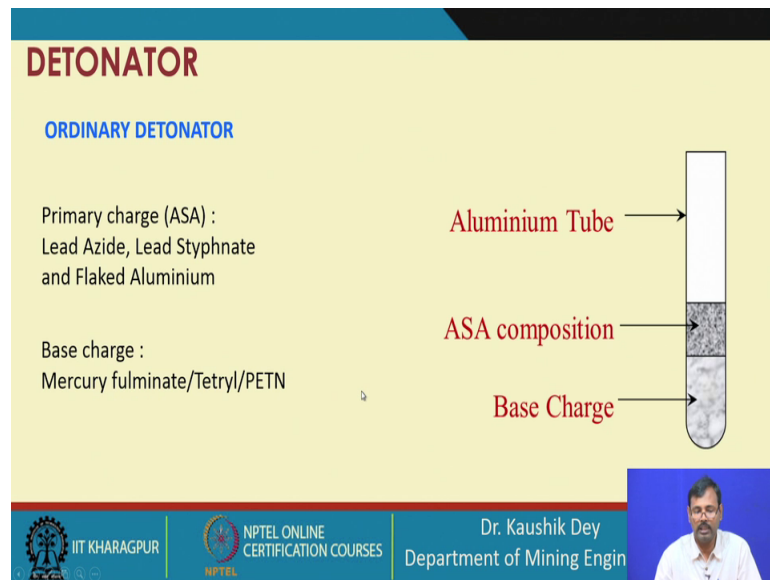 DETONATOR
ORDINARY DETONATOR
Primary charge (ASA) :
Lead Azide, Lead Styphnate
and Flaked Aluminium
Base charge :
Mercury fulminate/Tetryl/PETN
Aluminium Tube
ASA composition
Base Charge
IIT KHARAGPUR
NPTEL
NPTEL ONLINE
CERTIFICATION COURSES
Dr. Kaushik Dey
Department of Mining Engin